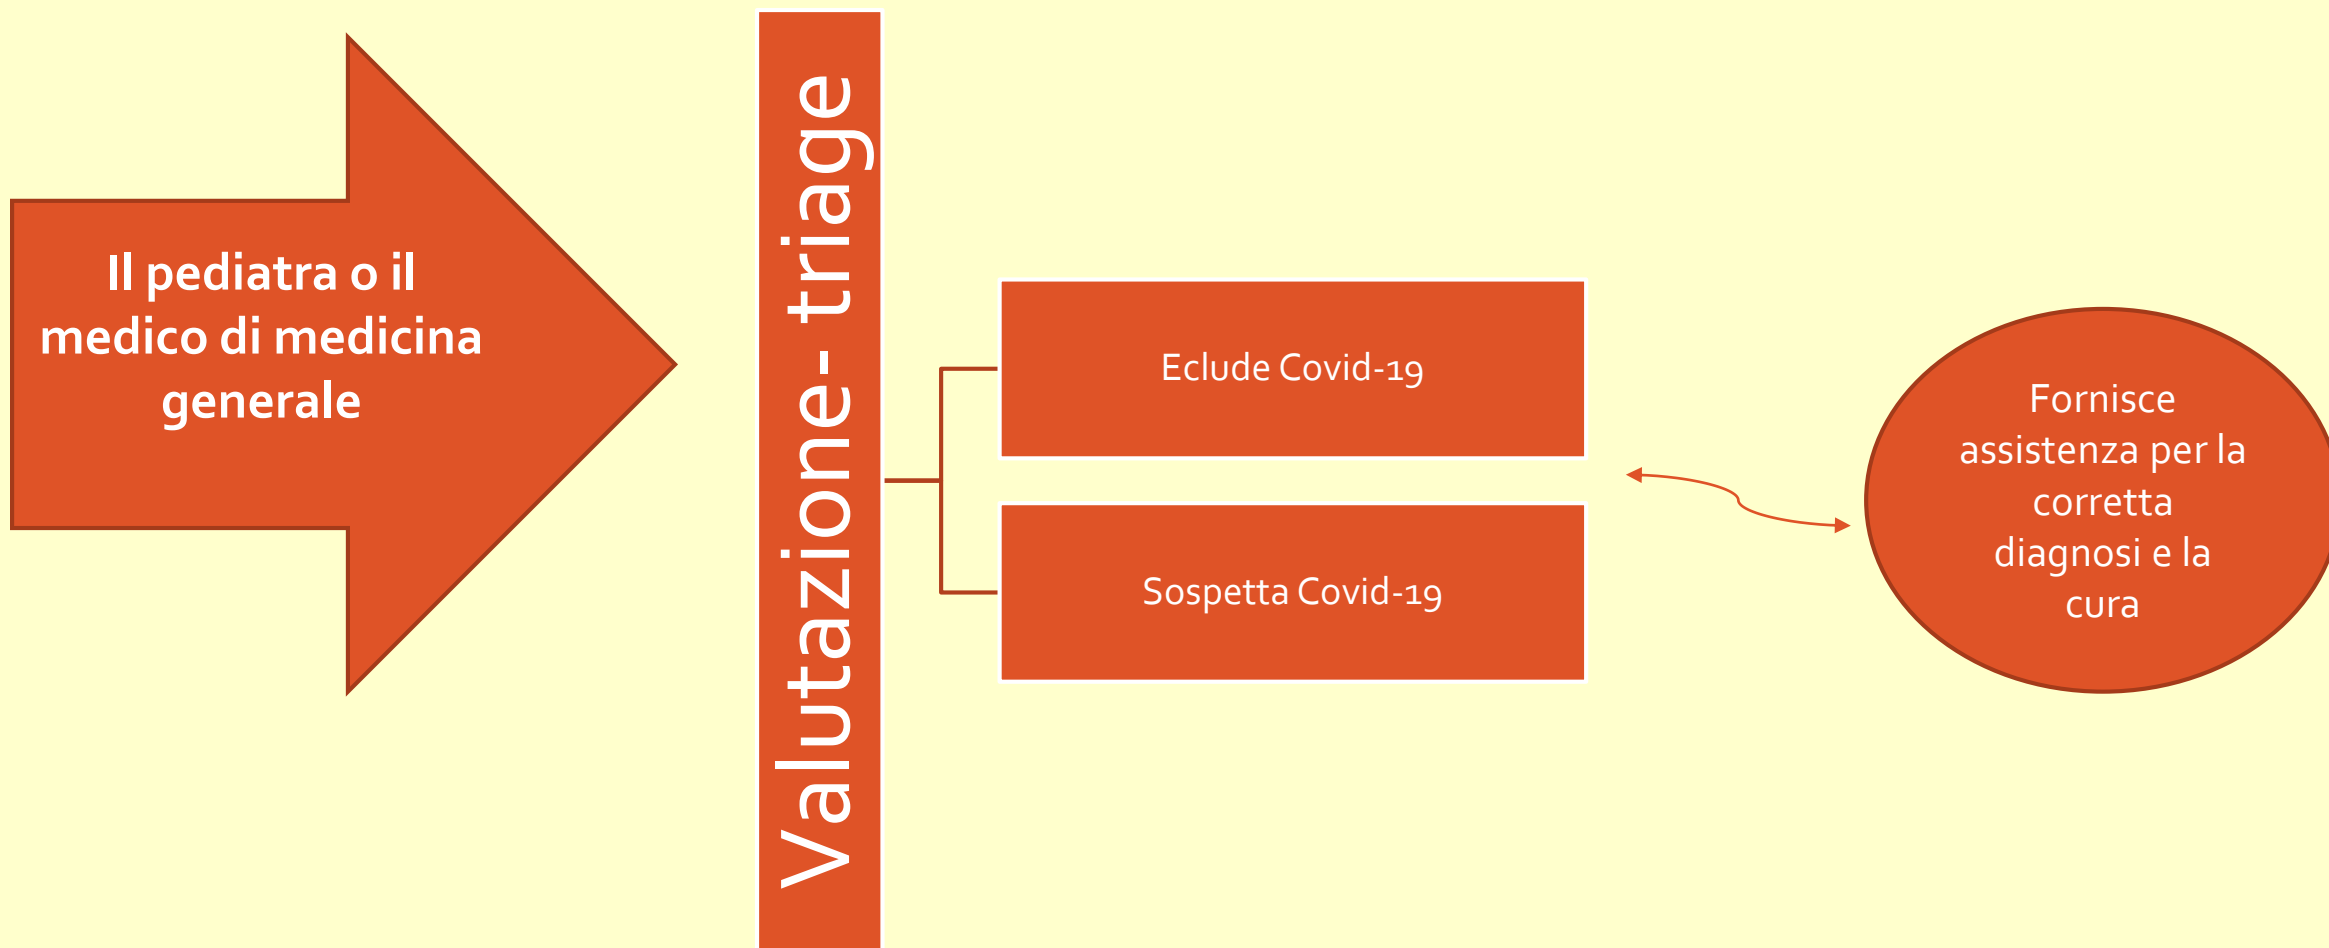 Il pediatra o il
medico di medicina
generale
Valutazione- triage
Eclude Covid-19
Sospetta Covid-19
Fornisce
assistenza per la
corretta
diagnosi e la
cura